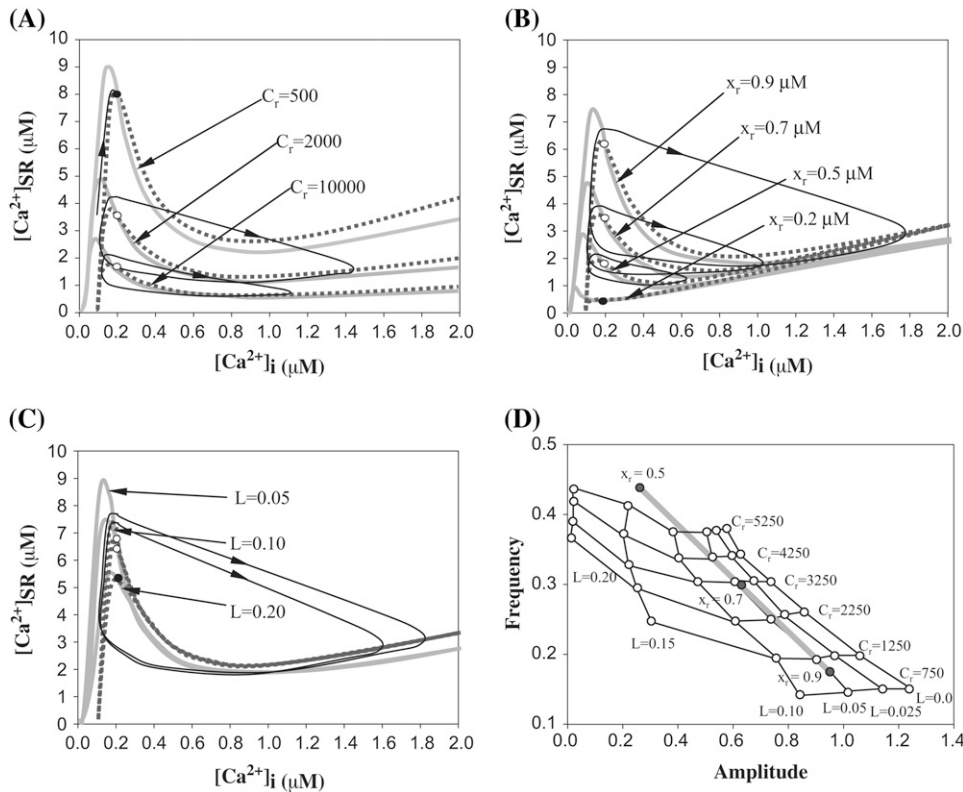 (A)
10
9
8
7
6
5
4
3
2
1
0
[Ca2+]SR (μM)
Cr=500
Cr=2000
Cr=10000
0.0 0.2 0.4 0.6 0.8 1.0 1.2 1.4 1.6 1.8 2.0
[Ca2+]i (μM)
(B)
10
9
8
7
6
5
4
3
2
1
0
[Ca2+]SR (μM)
xr=0.9 μM
xr=0.7 μM
xr=0.5 μM
xr=0.2 μM
0.0 0.2 0.4 0.6 0.8 1.0 1.2 1.4 1.6 1.8 2.0
[Ca2+]i (μM)
(C)
10
9
8
7
6
5
4
3
2
1
0
[Ca2+]SR (μM)
L=0.05
L=0.10
L=0.20
0.0 0.2 0.4 0.6 0.8 1.0 1.2 1.4 1.6 1.8 2.0
[Ca2+]i (μM)
(D)
0.5
0.4
0.3
0.2
0.1
Frequency
xr = 0.5
Cr=5250
Cr=4250
L=0.20
Cr=3250
xr = 0.7
Cr=2250
L=0.15
Cr=1250
xr = 0.9
Cr=750
L=0.10
L=0.05
L=0.025
L=0.0
0.0 0.2 0.4 0.6 0.8 1.0 1.2 1.4
Amplitude